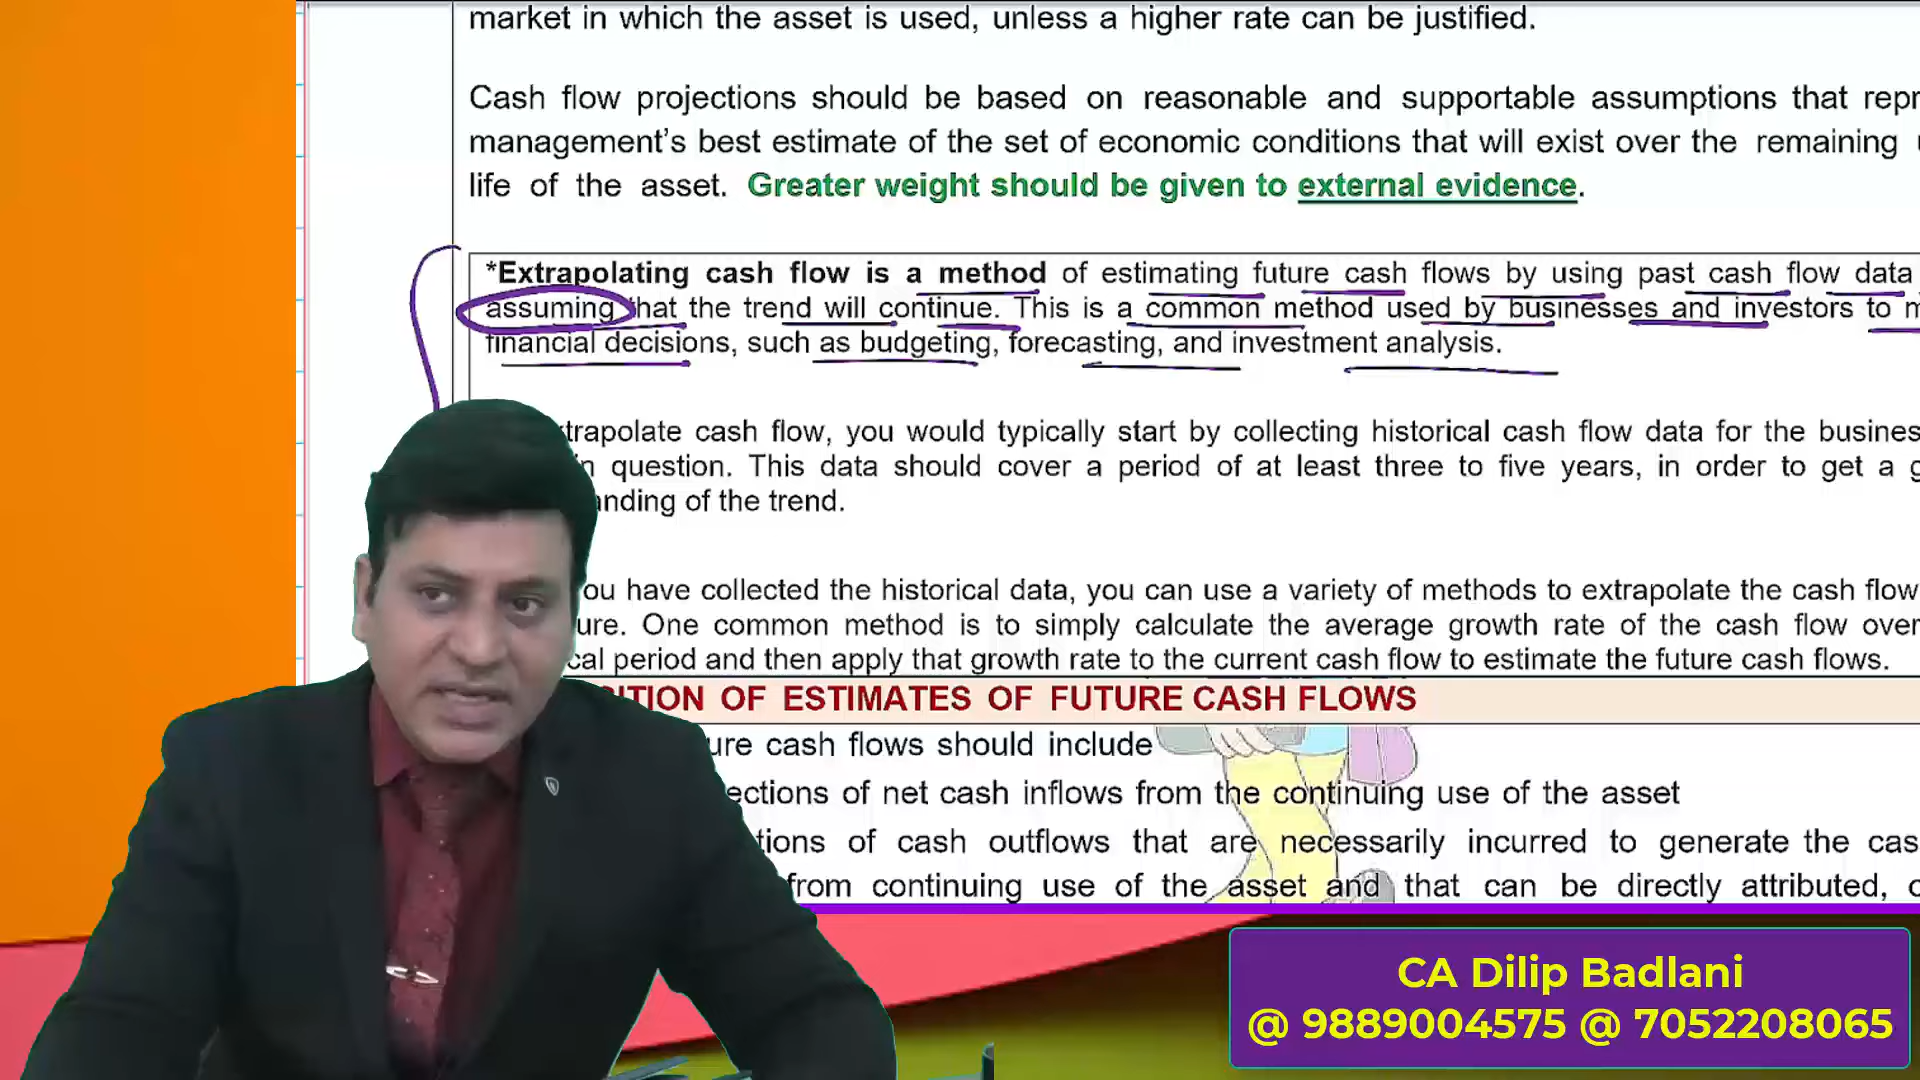 market in which the asset is used, unless a higher rate can be justified.
Cash flow projections should be based on reasonable and supportable assumptions that repr
management’s best estimate of the set of economic conditions that will exist over the remaining
life of the asset. Greater weight should be given to external evidence.
*Extrapolating cash flow is a method of estimating future cash flows by using past cash flow data
assuming that the trend will continue. This is a common method used by businesses and investors to m
financial decisions, such as budgeting, forecasting, and investment analysis.
trapolate cash flow, you would typically start by collecting historical cash flow data for the busines
n question. This data should cover a period of at least three to five years, in order to get a g
anding of the trend.
ou have collected the historical data, you can use a variety of methods to extrapolate the cash flow
ure. One common method is to simply calculate the average growth rate of the cash flow over
cal period and then apply that growth rate to the current cash flow to estimate the future cash flows.
ITION OF ESTIMATES OF FUTURE CASH FLOWS
ure cash flows should include
ections of net cash inflows from the continuing use of the asset
tions of cash outflows that are necessarily incurred to generate the cas
from continuing use of the asset and that can be directly attributed,
CA Dilip Badlani
@ 9889004575 @ 7052208065